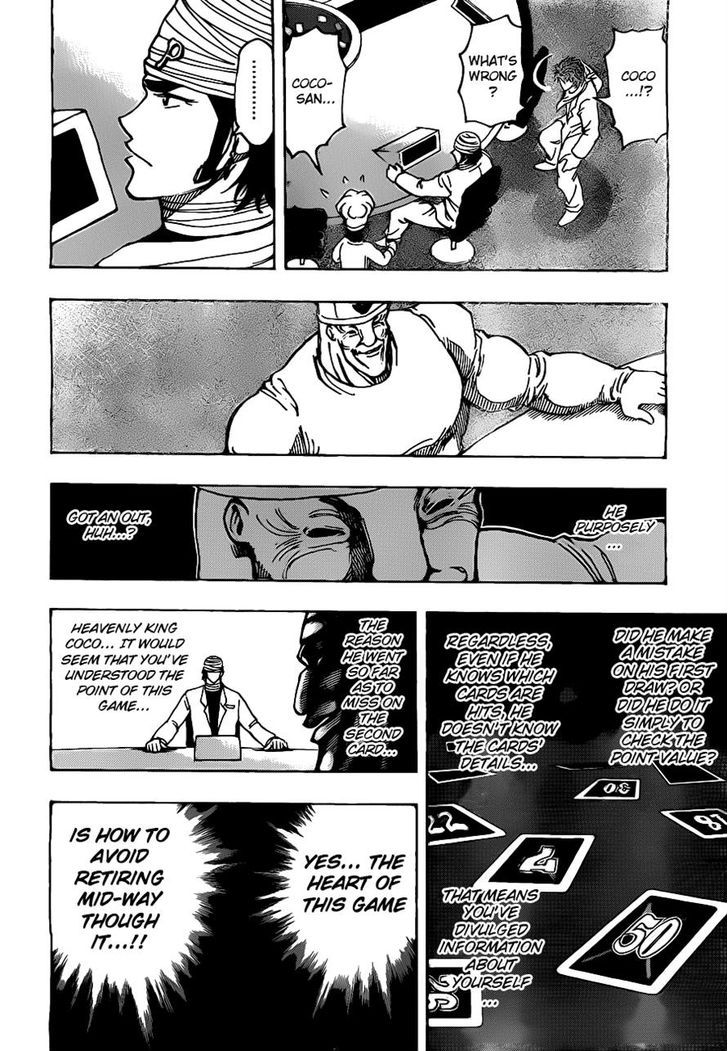 COCO
...!?
WHAT'S
WRONG
?
COCO-
SAN...
.........
HE
PURPOSELY
...
GOT AN OUT,
HUH...?
DID HE MAKE
A MISTAKE
ON HIS FIRST
DRAW? OR
DID HE DO IT
SIMPLY TO
CHECK THE
POINT VALUE?
REGARDLESS,
EVEN IF HE
KNOWS WHICH
CARDS ARE
HITS, HE
DOESN'T KNOW
THE CARDS'
DETAILS...
30
18
22
7
50
THAT MEANS
YOU'VE
DIVULGED
INFORMATION
ABOUT
YOURSELF
...
THE
REASON
HE WENT
SO FAR
AS TO
MISS ON
THE
SECOND
CARD...
HEAVENLY KING
COCO... IT WOULD
SEEM THAT YOU'VE
UNDERSTOOD THE
POINT OF THIS
GAME...
YES... THE
HEART OF
THIS GAME
IS HOW TO
AVOID
RETIRING
MID-WAY
THOUGH
IT...!!